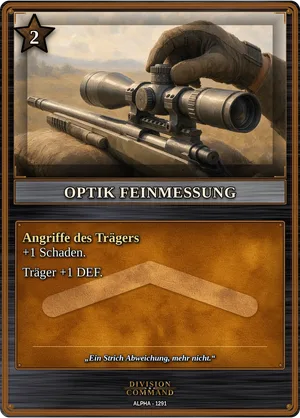 2
OPTIK FEINMESSUNG
Angriffe des Trägers
+1 Schaden.
Träger +1 DEF.
„Ein Strich Abweichung, mehr nicht.“
DIVISION
COMMAND
ALPHA - 1291